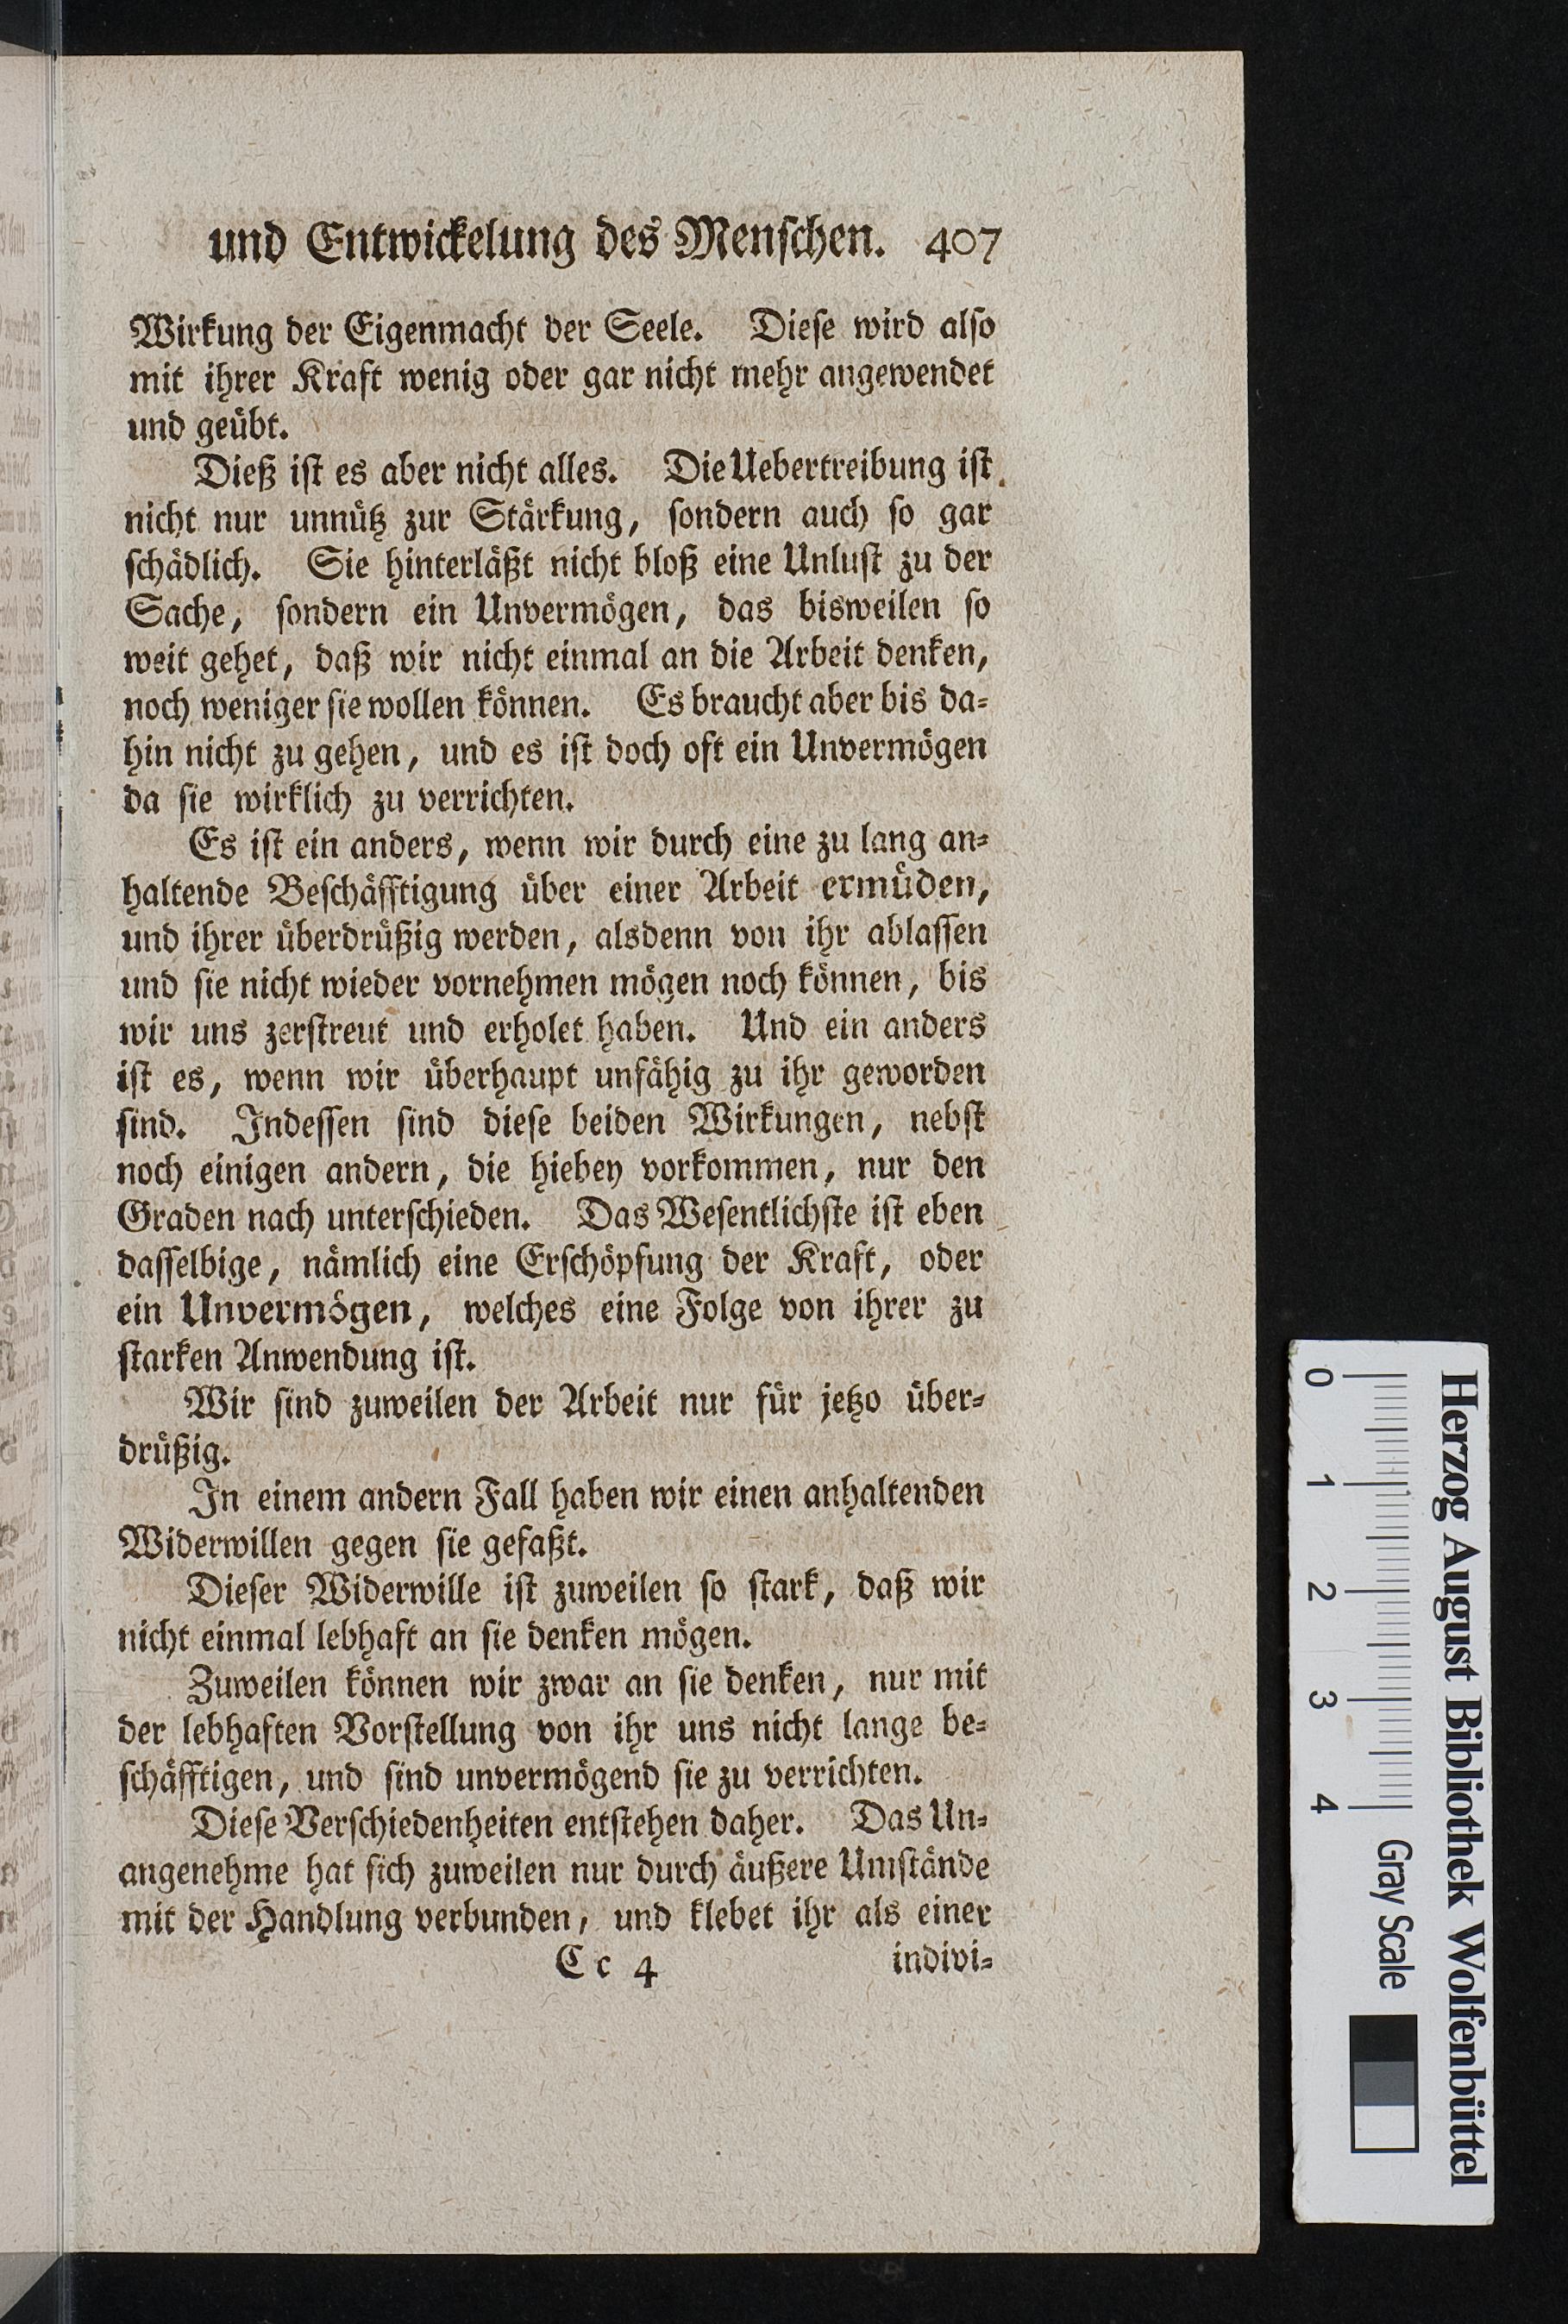 und Entwickelung des Menschen. 407
Wirkung der Eigenmacht der Seele. Diese wird also
mit ihrer Kraft wenig oder gar nicht mehr angewendet
und geübt.
Dieß ist es aber nicht alles. Die Uebertreibung ist
nicht nur unnütz zur Stärkung, sondern auch so gar
schädlich. Sie hinterläßt nicht bloß eine Unlust zu der
Sache, sondern ein Unvermögen, das bisweilen so
weit gehet, daß wir nicht einmal an die Arbeit denken,
noch weniger sie wollen können. Es braucht aber bis da-
hin nicht zu gehen, und es ist doch oft ein Unvermögen
da sie wirklich zu verrichten.
Es ist ein anders, wenn wir durch eine zu lang an-
haltende Beschäfftigung über einer Arbeit ermüden,
und ihrer überdrüßig werden, alsdenn von ihr ablassen
und sie nicht wieder vornehmen mögen noch können, bis
wir uns zerstreut und erholet haben. Und ein anders
ist es, wenn wir überhaupt unfähig zu ihr geworden
sind. Indessen sind diese beiden Wirkungen, nebst
noch einigen andern, die hiebey vorkommen, nur den
Graden nach unterschieden. Das Wesentlichste ist eben
dasselbige, nämlich eine Erschöpfung der Kraft, oder
ein Unvermögen, welches eine Folge von ihrer zu
starken Anwendung ist.
Wir sind zuweilen der Arbeit nur für jetzo über-
drüßig.
In einem andern Fall haben wir einen anhaltenden
Widerwillen gegen sie gefaßt.
Dieser Widerwille ist zuweilen so stark, daß wir
nicht einmal lebhaft an sie denken mögen.
Zuweilen können wir zwar an sie denken, nur mit
der lebhaften Vorstellung von ihr uns nicht lange be-
schäfftigen, und sind unvermögend sie zu verrichten.
Diese Verschiedenheiten entstehen daher. Das Un-
angenehme hat sich zuweilen nur durch äußere Umstände
mit der Handlung verbunden, und klebet ihr als einer
Cc 4 indivi-
Herzog August Bibliothek Wolfenbüttel
0 1 2 3 4 Gray Scale